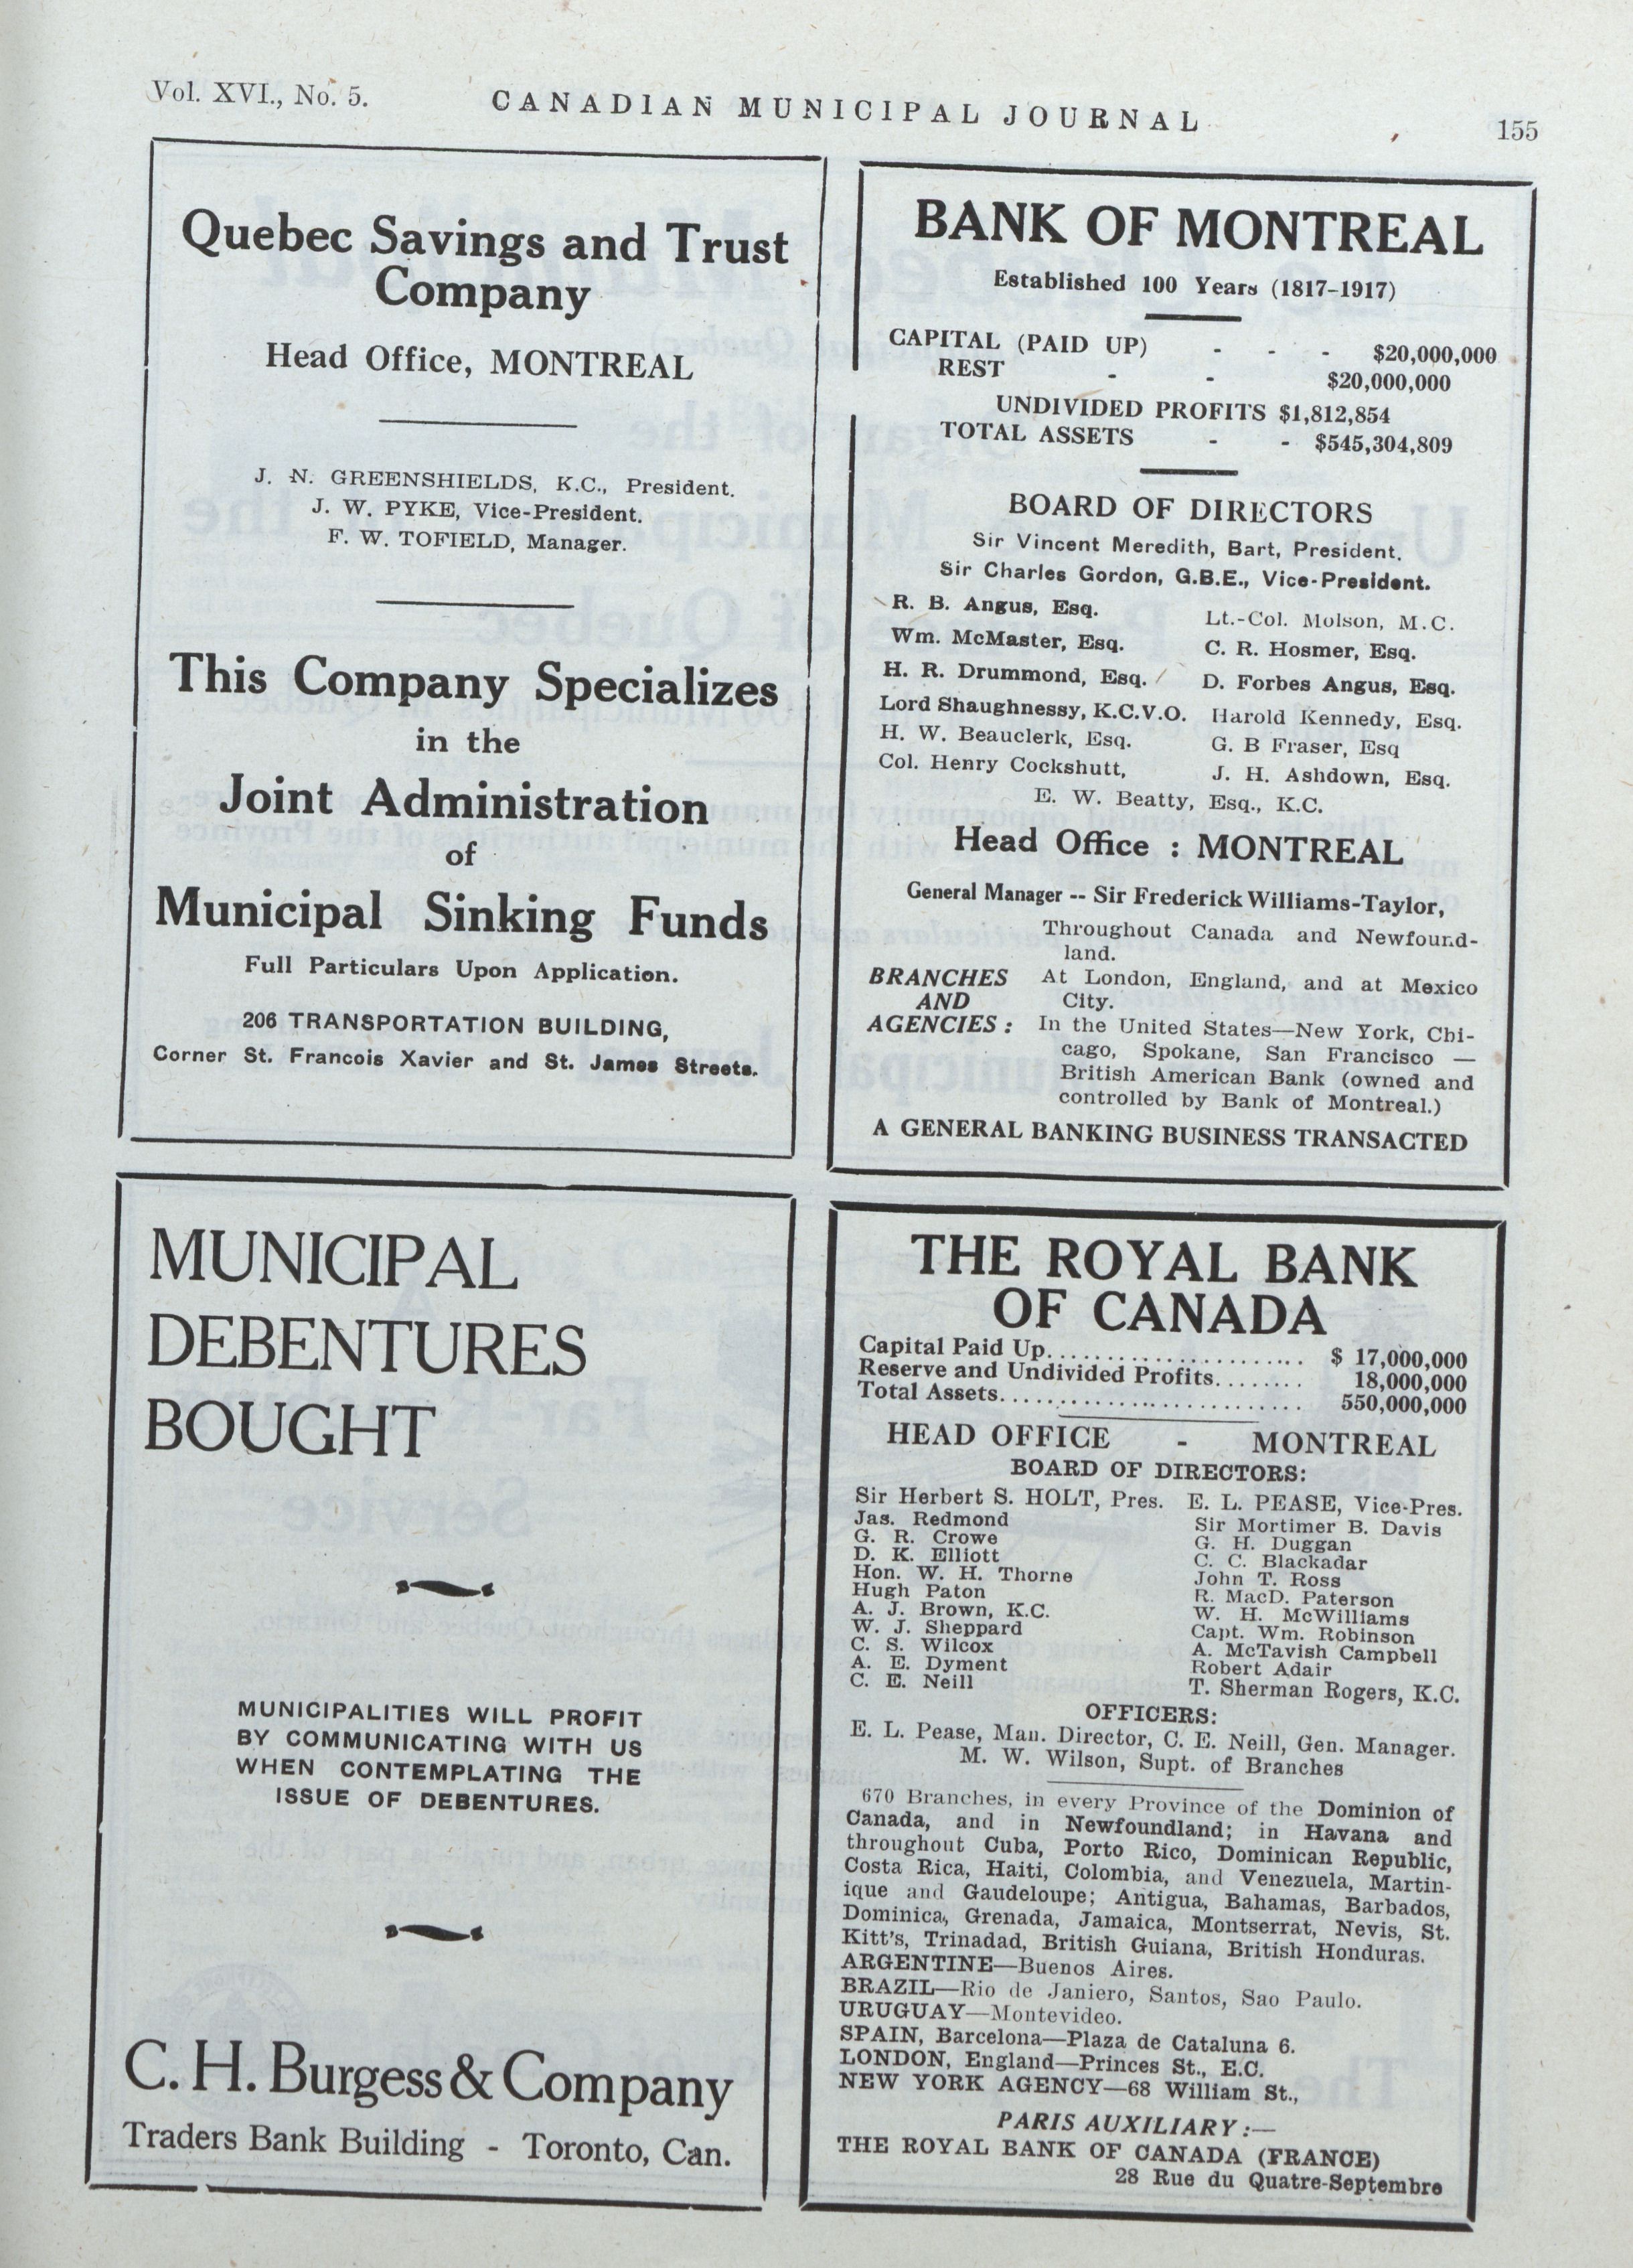 Vol. XVI., No. 5.
CANADIAN MUNICIPAL JOURNAL
155
Quebec Savings and Trust
Company
Head Office, MONTREAL
J. N. GREENSHIELDS, K.C., President.
J. W. PYKE, Vice-President.
F. W. TOFIELD, Manager.
This Company Specializes
in the
Joint Administration
of
Municipal Sinking Funds
Full Particulars Upon Application.
206 TRANSPORTATION BUILDING,
Corner St. Francois Xavier and St. James Streets.
BANK OF MONTREAL
Established 100 Years (1817-1917)
CAPITAL (PAID UP) - - - $20,000,000
REST - - $20,000,000
UNDIVIDED PROFITS $1,812,854
TOTAL ASSETS - - $545,304,809
BOARD OF DIRECTORS
Sir Vincent Meredith, Bart, President.
Sir Charles Gordon, G.B.E., Vice-President.
R. B. Angus, Esq. Lt.-Col. Molson, M.C.
Wm. McMaster, Esq. C. R. Hosmer, Esq.
H. R. Drummond, Esq. D. Forbes Angus, Esq.
Lord Shaughnessy, K.C.V.O. Harold Kennedy, Esq.
H. W. Beauclerk, Esq. G. B Fraser, Esq
Col. Henry Cockshutt, J. H. Ashdown, Esq.
E. W. Beatty, Esq., K.C.
Head Office : MONTREAL
General Manager -- Sir Frederick Williams-Taylor,
Throughout Canada and Newfound-
land.
BRANCHES At London, England, and at Mexico
AND City.
AGENCIES : In the United States—New York, Chi-
cago, Spokane, San Francisco —
British American Bank (owned and
controlled by Bank of Montreal.)
A GENERAL BANKING BUSINESS TRANSACTED
MUNICIPAL
DEBENTURES
BOUGHT
MUNICIPALITIES WILL PROFIT
BY COMMUNICATING WITH US
WHEN CONTEMPLATING THE
ISSUE OF DEBENTURES.
C. H. Burgess & Company
Traders Bank Building - Toronto, Can.
THE ROYAL BANK
OF CANADA
Capital Paid Up........................ $ 17,000,000
Reserve and Undivided Profits........ 18,000,000
Total Assets............................ 550,000,000
HEAD OFFICE - MONTREAL
BOARD OF DIRECTORS:
Sir Herbert S. HOLT, Pres. E. L. PEASE, Vice-Pres.
Jas. Redmond Sir Mortimer B. Davis
G. R. Crowe G. H. Duggan
D. K. Elliott C. C. Blackadar
Hon. W. H. Thorne John T. Ross
Hugh Paton R. MacD. Paterson
A. J. Brown, K.C. W. H. McWilliams
W. J. Sheppard Capt. Wm. Robinson
C. S. Wilcox A. McTavish Campbell
A. E. Dyment Robert Adair
C. E. Neill T. Sherman Rogers, K.C.
OFFICERS:
E. L. Pease, Man. Director, C. E. Neill, Gen. Manager.
M. W. Wilson, Supt. of Branches
670 Branches, in every Province of the Dominion of
Canada, and in Newfoundland; in Havana and
throughout Cuba, Porto Rico, Dominican Republic,
Costa Rica, Haiti, Colombia, and Venezuela, Martin-
ique and Gaudeloupe; Antigua, Bahamas, Barbados,
Dominica, Grenada, Jamaica, Montserrat, Nevis, St.
Kitt's, Trinadad, British Guiana, British Honduras.
ARGENTINE—Buenos Aires.
BRAZIL—Rio de Janiero, Santos, Sao Paulo.
URUGUAY—Montevideo.
SPAIN, Barcelona—Plaza de Cataluna 6.
LONDON, England—Princes St., E.C.
NEW YORK AGENCY—68 William St.,
PARIS AUXILIARY :—
THE ROYAL BANK OF CANADA (FRANCE)
28 Rue du Quatre-Septembre